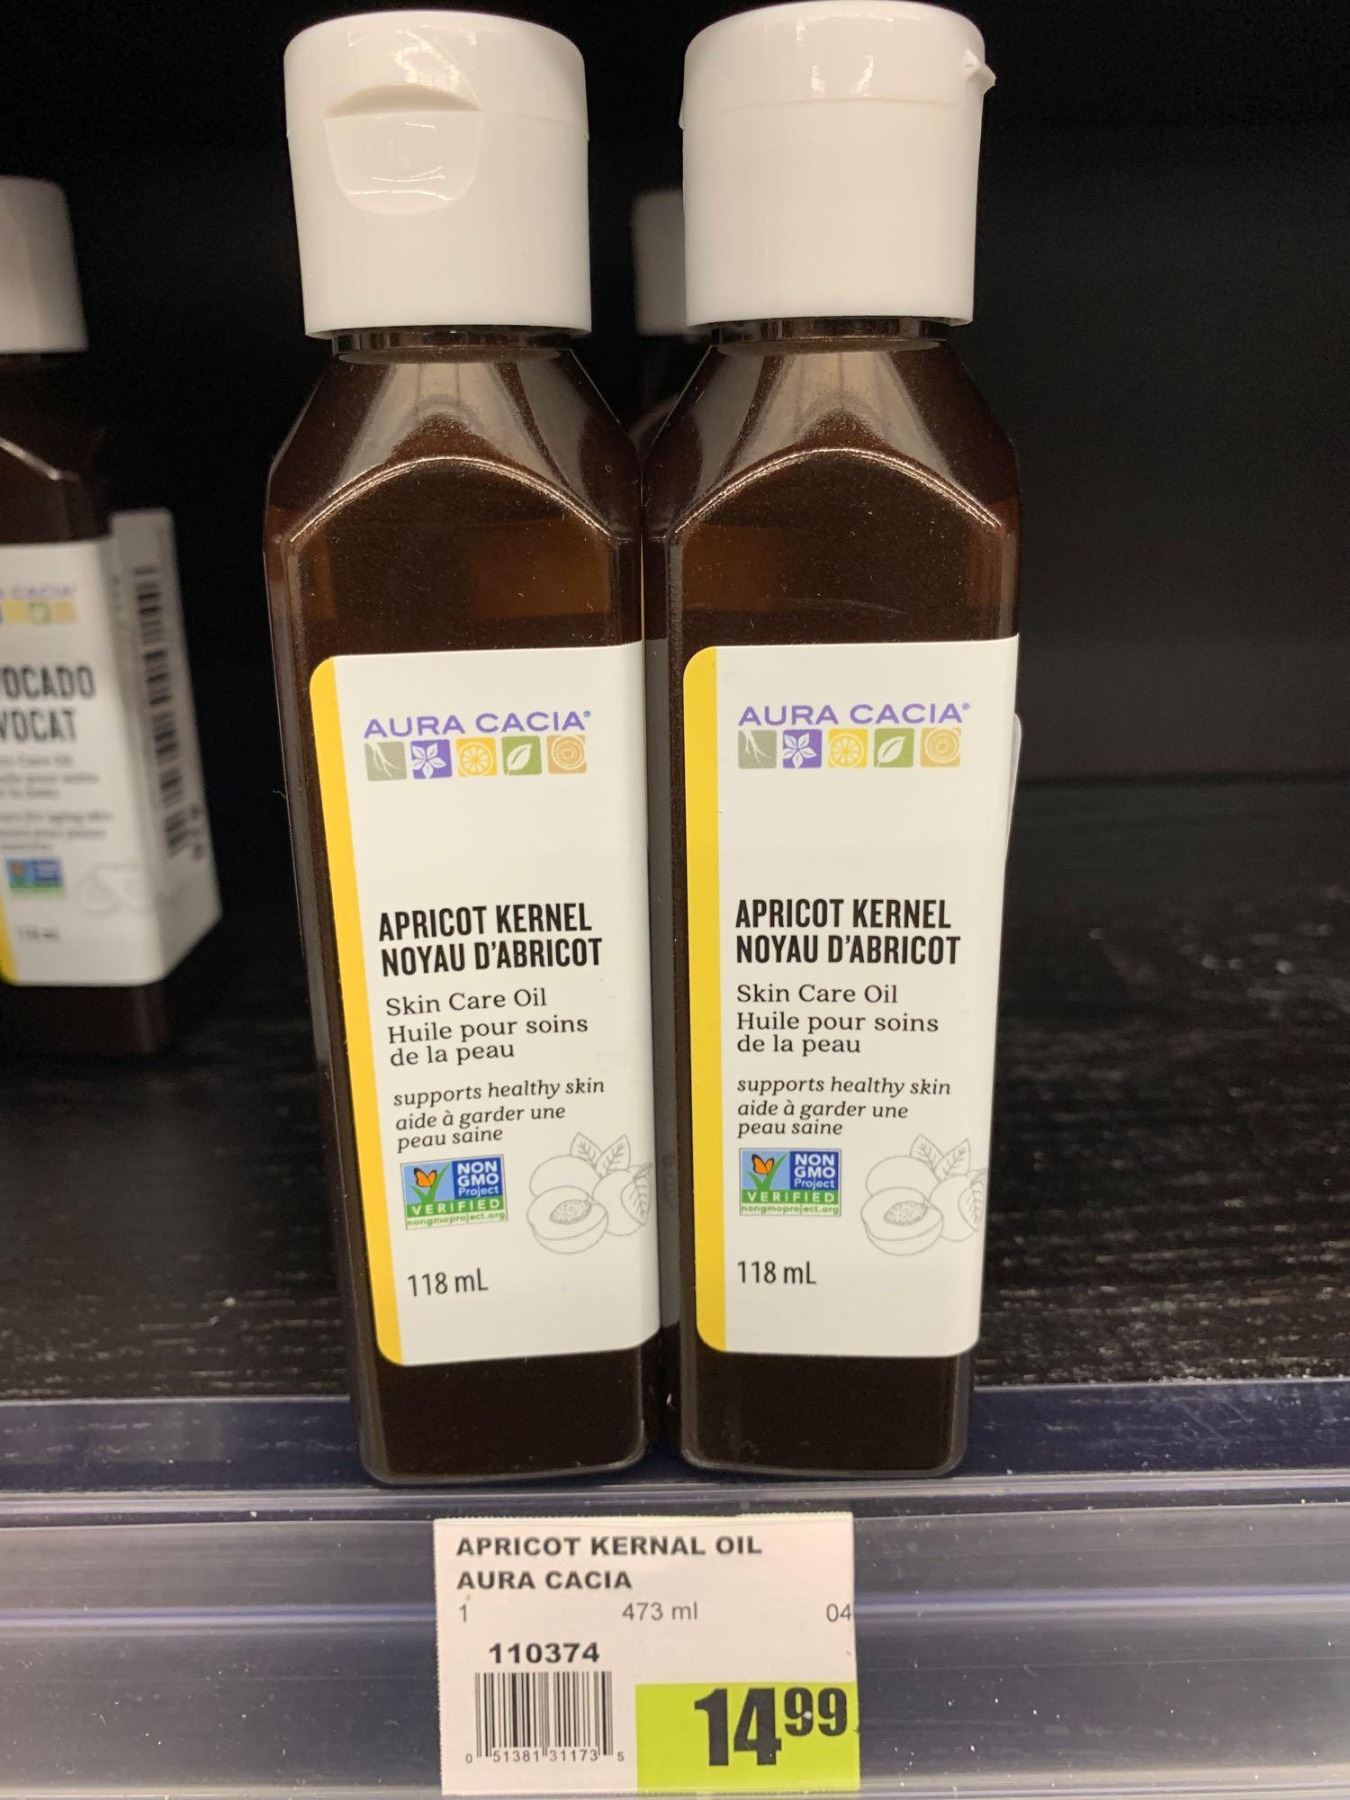 AURA CACIA®
APRICOT KERNEL
NOYAU D'ABRICOT
Skin Care Oil
Huile pour soins
de la peau
supports healthy skin
aide à garder une
peau saine
NON
GMO
Project
VERIFIED
nongmoproject.org
118 mL
AURA CACIA®
APRICOT KERNEL
NOYAU D'ABRICOT
Skin Care Oil
Huile pour soins
de la peau
supports healthy skin
aide à garder une
peau saine
NON
GMO
Project
VERIFIED
nongmoproject.org
118 mL
CACIA
OCADO
VOCAT
APRICOT KERNAL OIL
AURA CACIA
1 473 ml 04
110374
0 51381 31173 5
1499